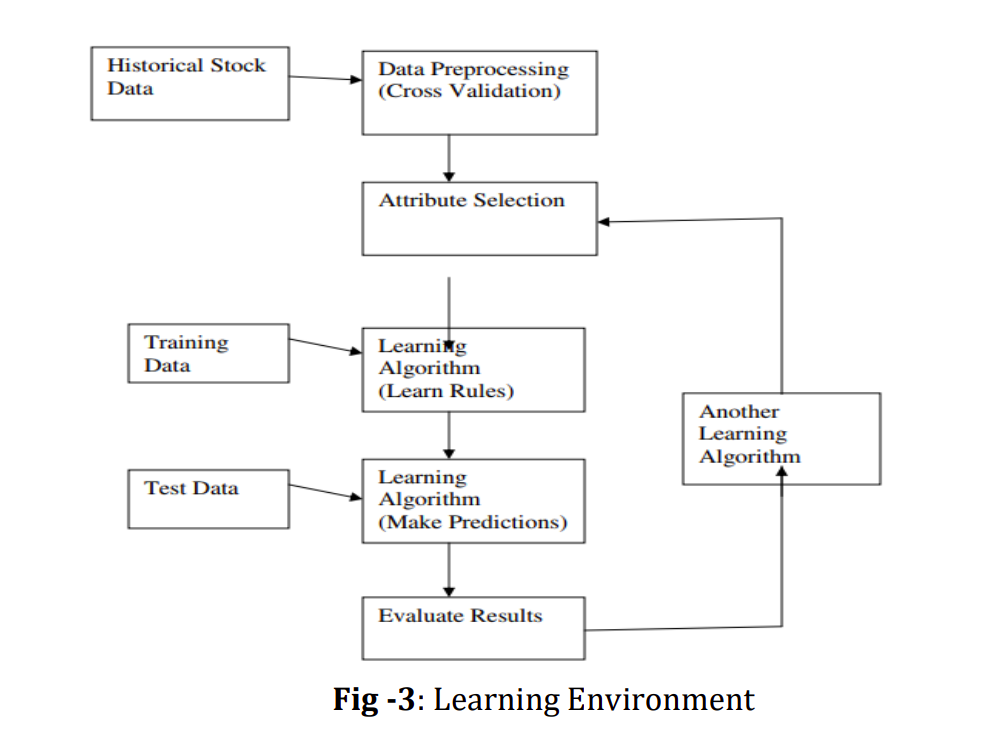 Historical Stock
Data
Data Preprocessing
(Cross Validation)
Attribute Selection
Training
Data
Learning
Algorithm
(Learn Rules)
Another
Learning
Algorithm
Test Data
Learning
Algorithm
(Make Predictions)
Evaluate Results
Fig -3: Learning Environment